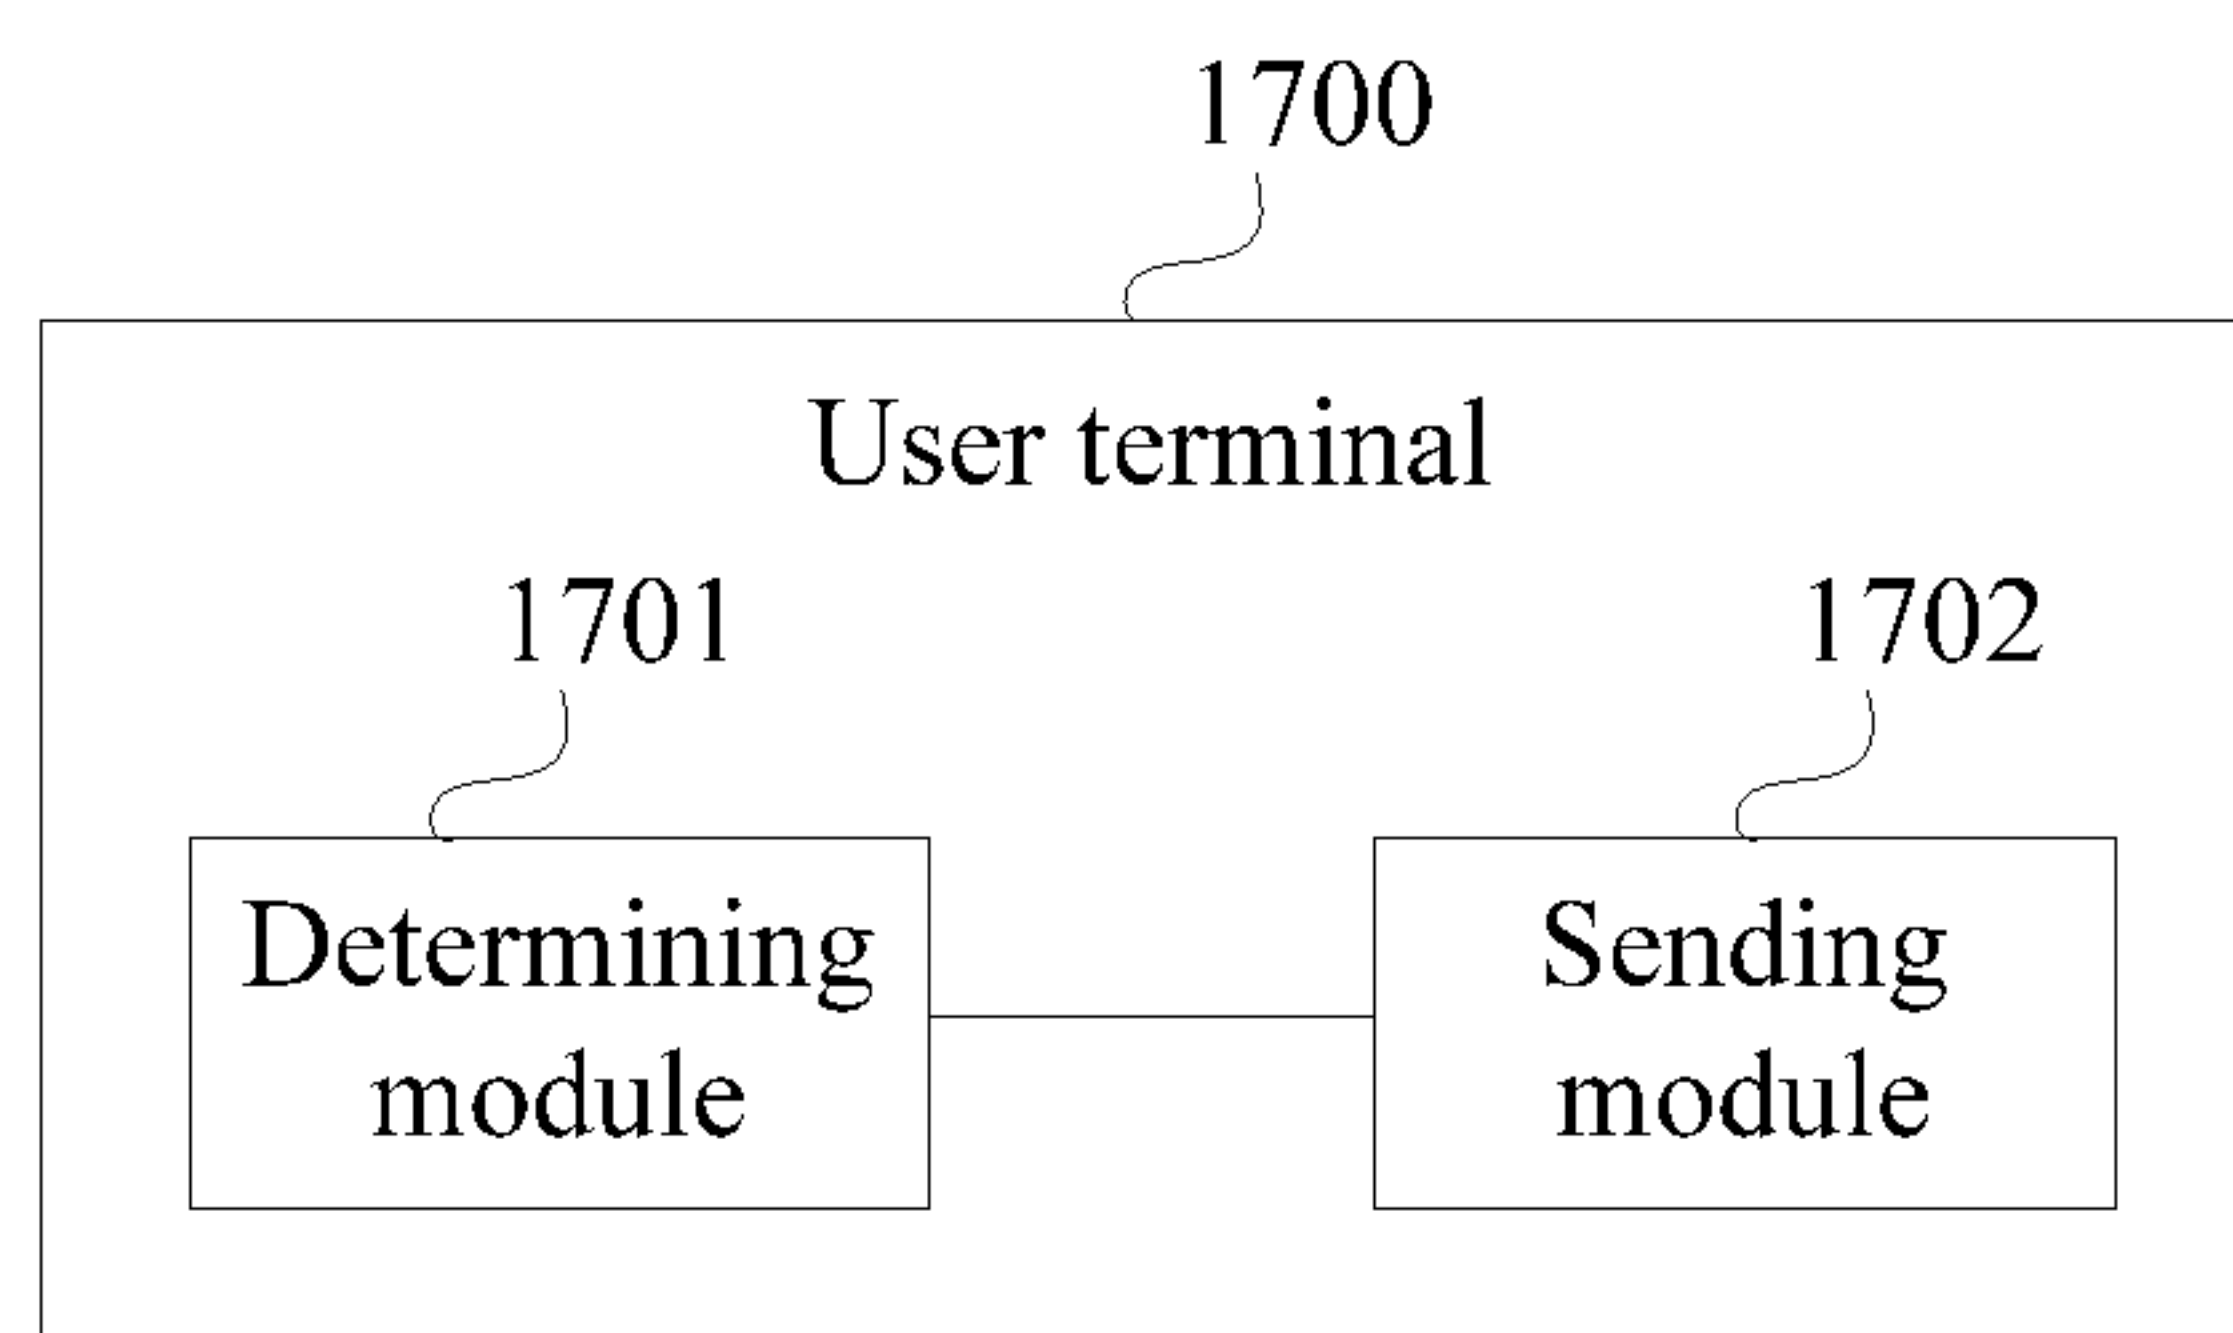 1700
User terminal
1701
1702
Determining
module
Sending
module